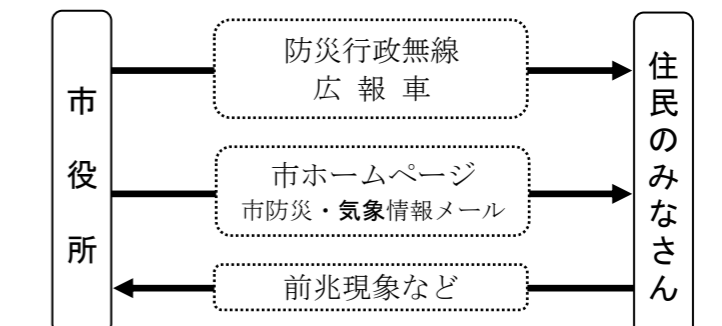 市役所
防災行政無線
広報車
市ホームページ
市防災・気象情報メール
前兆現象など
住民のみなさん